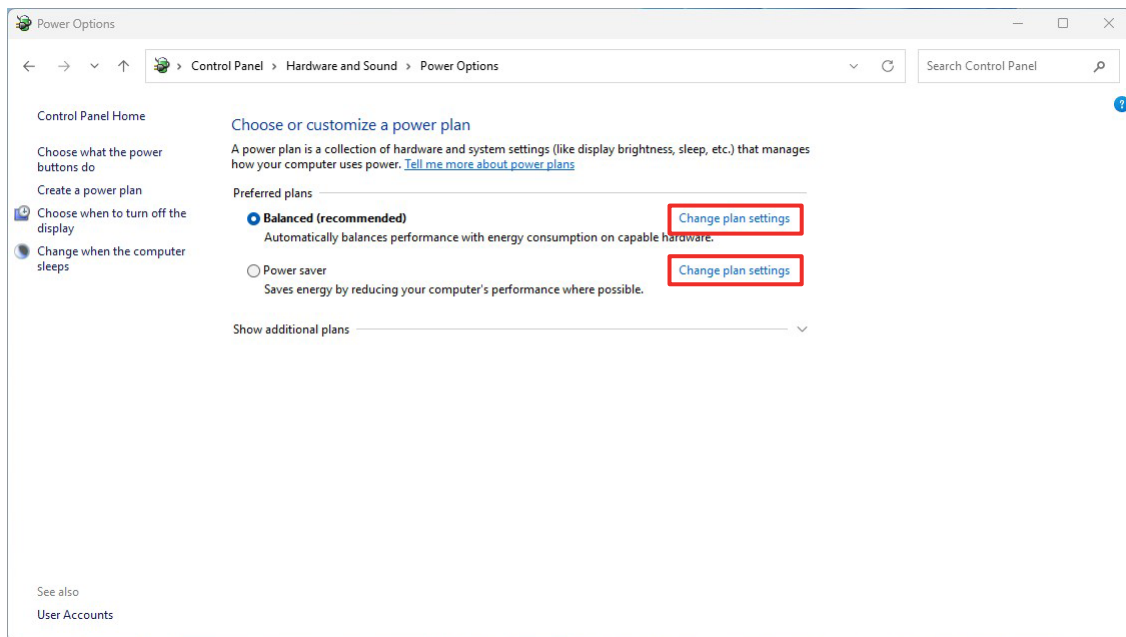 Power Options
Control Panel > Hardware and Sound > Power Options
Search Control Panel
Control Panel Home
Choose what the power
buttons do
Create a power plan
Choose when to turn off the
display
Change when the computer
sleeps
See also
User Accounts
Choose or customize a power plan
A power plan is a collection of hardware and system settings (like display brightness, sleep, etc.) that manages
how your computer uses power. Tell me more about power plans
Preferred plans
Balanced (recommended) Change plan settings
Automatically balances performance with energy consumption on capable hardware.
Power saver Change plan settings
Saves energy by reducing your computer's performance where possible.
Show additional plans
?